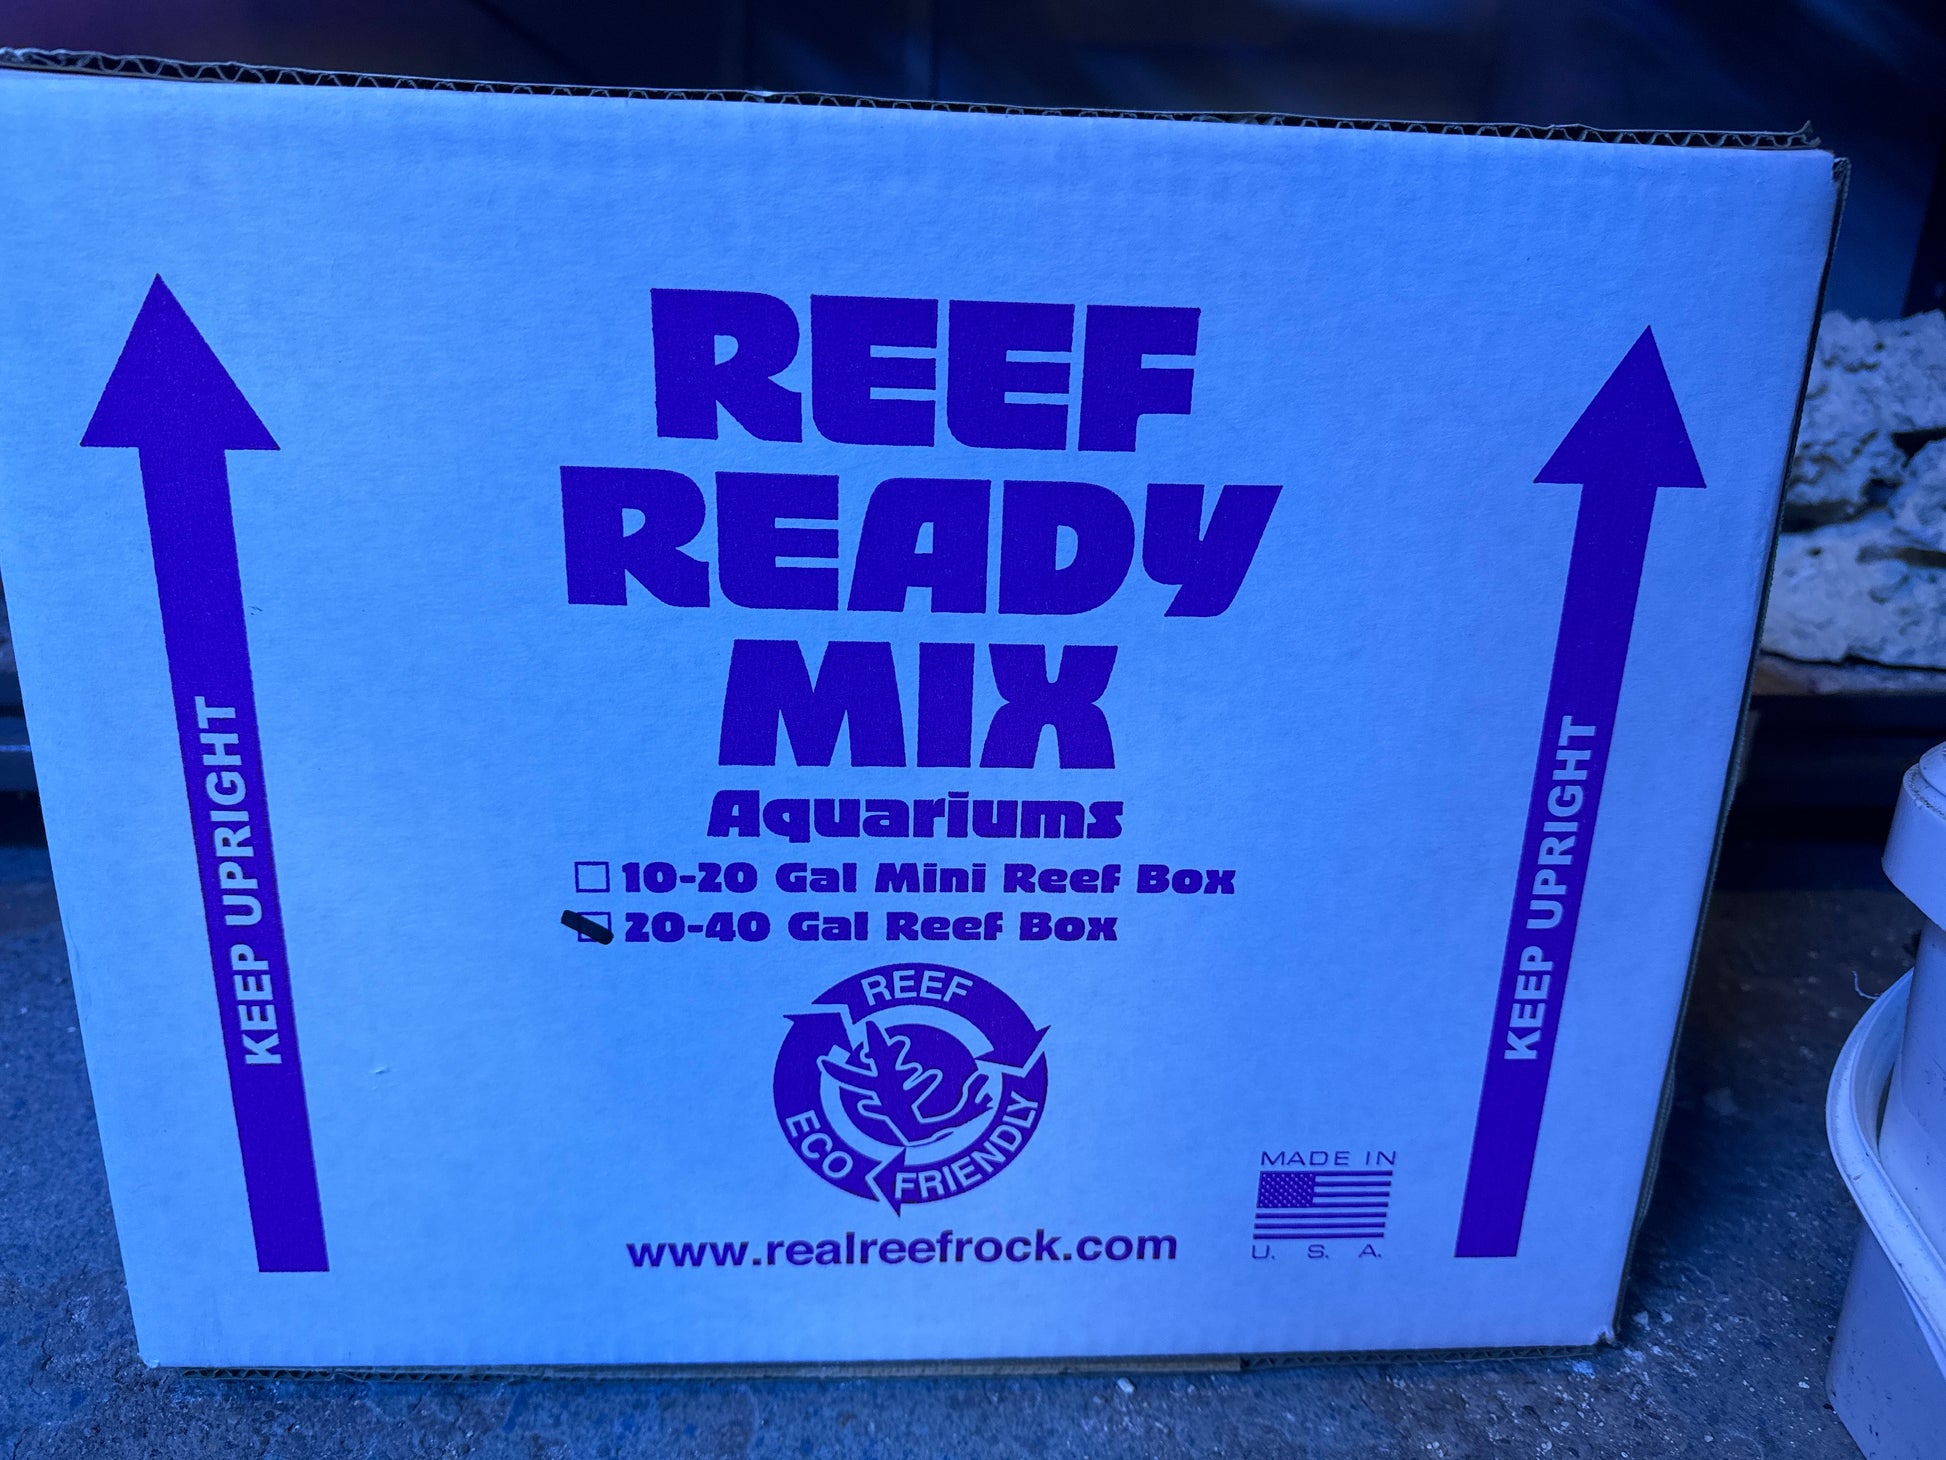 REEF
READY
MIX
Aquariums
10-20 Gal Mini Reef Box
20-40 Gal Reef Box
REEF
ECO
FRIENDLY
www.realreefrock.com
MADE IN
U. S. A.
KEEP UPRIGHT
KEEP UPRIGHT